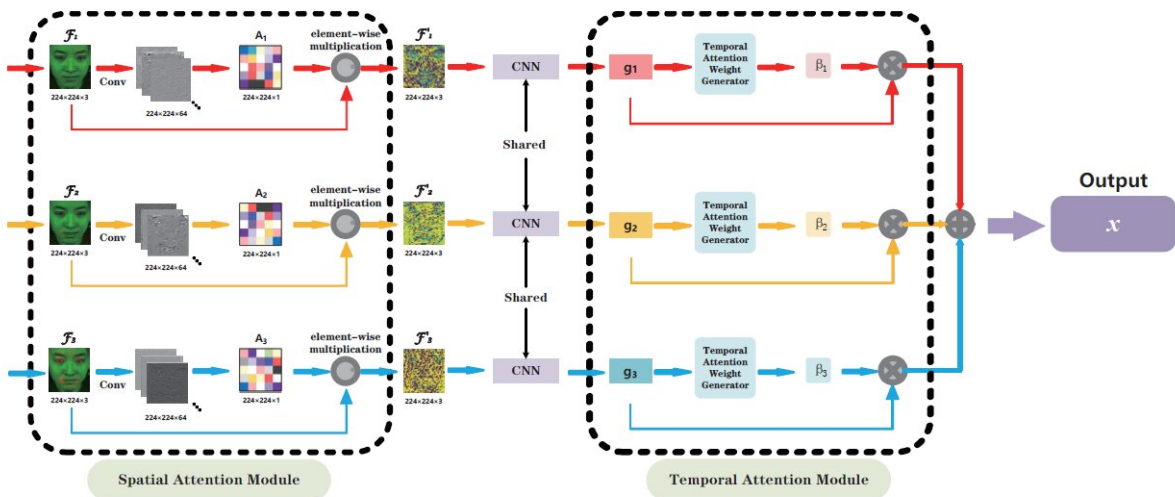 𝓕₁
A₁
element-wise
multiplication
𝓕'₁
Conv
224×224×3
224×224×64
224×224×1
224×224×3
CNN
g₁
Temporal
Attention
Weight
Generator
β₁
Shared
𝓕₂
A₂
element-wise
multiplication
𝓕'₂
Conv
224×224×3
224×224×64
224×224×1
224×224×3
CNN
g₂
Temporal
Attention
Weight
Generator
β₂
Output
x
Shared
𝓕₃
A₃
element-wise
multiplication
𝓕'₃
Conv
224×224×3
224×224×64
224×224×1
224×224×3
CNN
g₃
Temporal
Attention
Weight
Generator
β₃
Spatial Attention Module
Temporal Attention Module